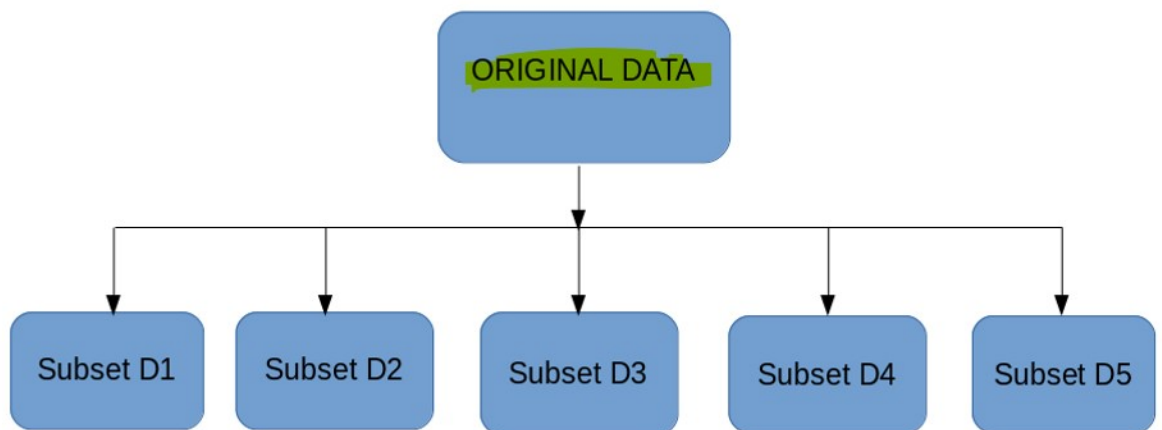 ORIGINAL DATA
Subset D1
Subset D2
Subset D3
Subset D4
Subset D5